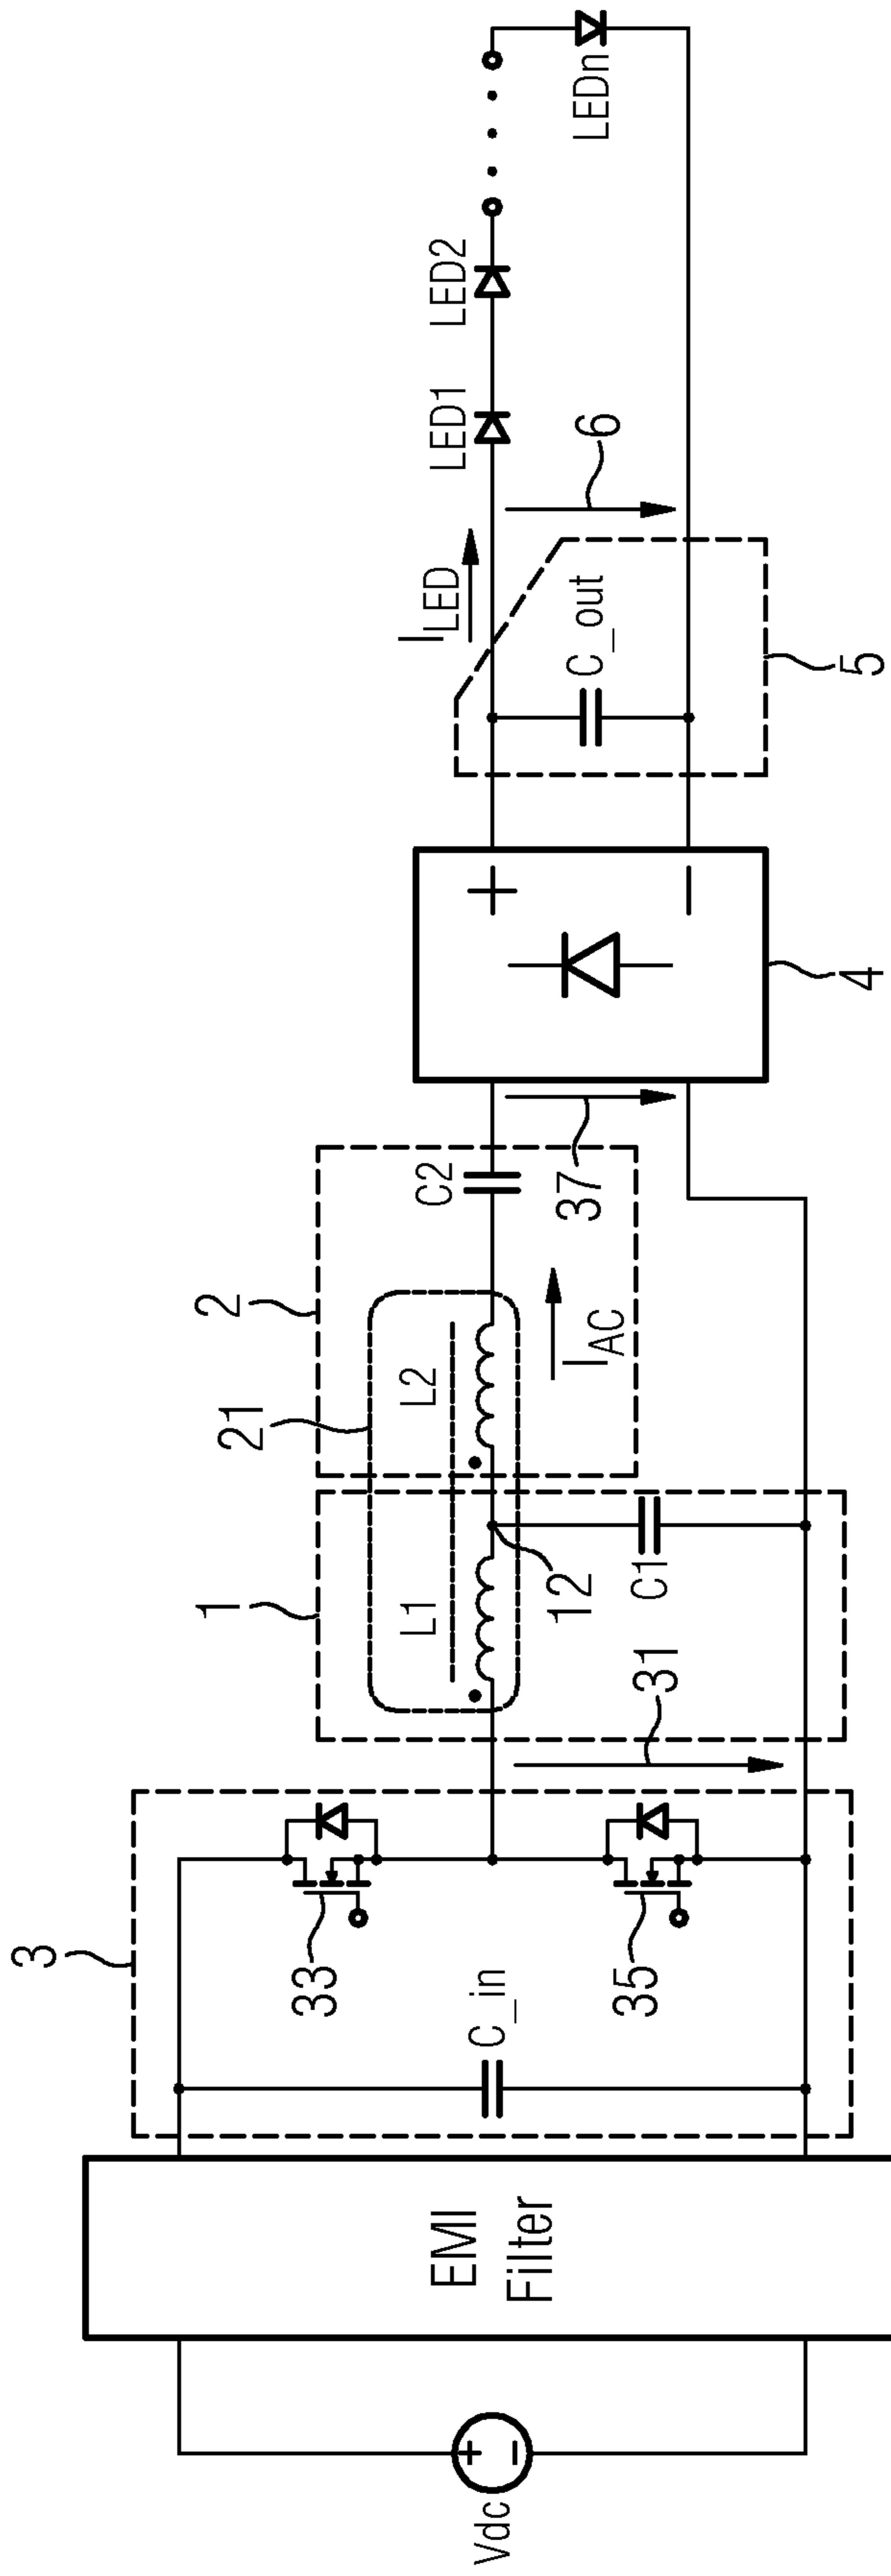 Vdc
+
−
EMI
Filter
3
C_in
33
35
31
1
L1
12
C1
21
2
L2
I_AC
C2
37
4
+
−
5
C_out
I_LED
6
LED1
LED2
LEDn